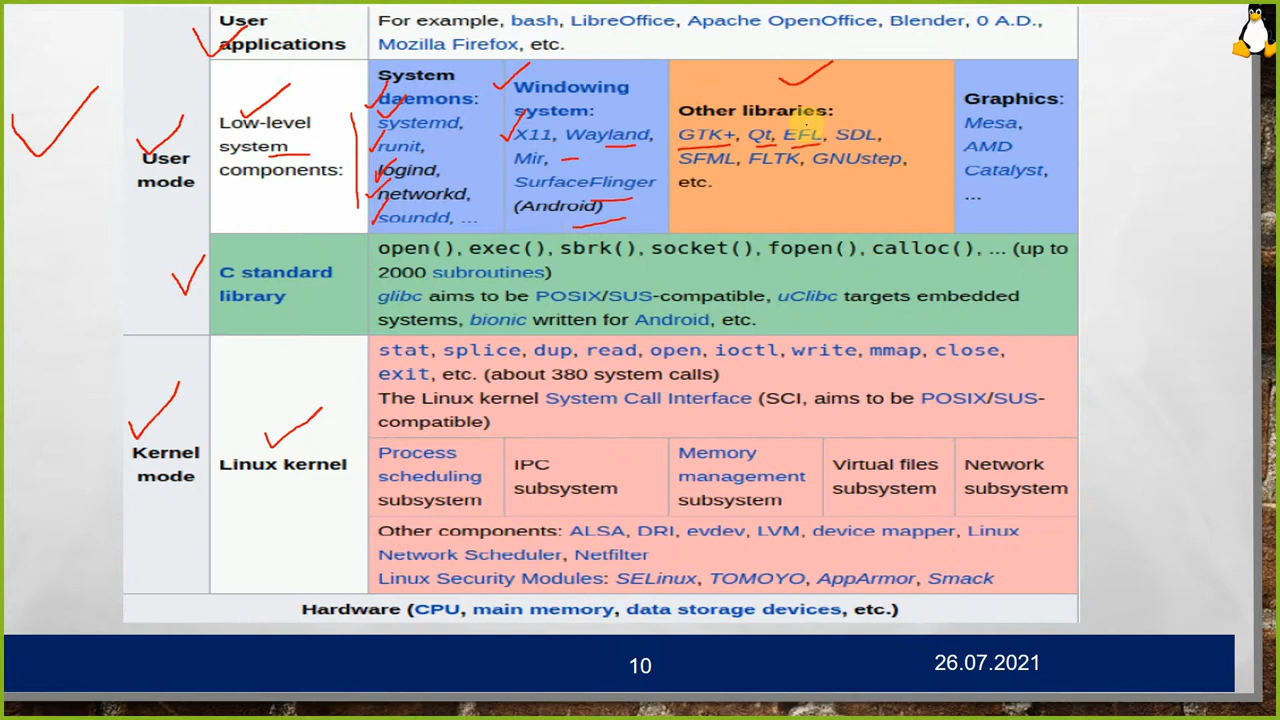 User
applications
For example, bash, LibreOffice, Apache OpenOffice, Blender, 0 A.D.,
Mozilla Firefox, etc.
User
mode
Low-level
system
components:
System
daemons:
systemd,
runit,
logind,
networkd,
soundd, ...
Windowing
system:
X11, Wayland,
Mir,
SurfaceFlinger
(Android)
Other libraries:
GTK+, Qt, EFL, SDL,
SFML, FLTK, GNUstep,
etc.
Graphics:
Mesa,
AMD
Catalyst,
...
C standard
library
open(), exec(), sbrk(), socket(), fopen(), calloc(), ... (up to
2000 subroutines)
glibc aims to be POSIX/SUS-compatible, uClibc targets embedded
systems, bionic written for Android, etc.
Kernel
mode
Linux kernel
stat, splice, dup, read, open, ioctl, write, mmap, close,
exit, etc. (about 380 system calls)
The Linux kernel System Call Interface (SCI, aims to be POSIX/SUS-
compatible)
Process
scheduling
subsystem
IPC
subsystem
Memory
management
subsystem
Virtual files
subsystem
Network
subsystem
Other components: ALSA, DRI, evdev, LVM, device mapper, Linux
Network Scheduler, Netfilter
Linux Security Modules: SELinux, TOMOYO, AppArmor, Smack
Hardware (CPU, main memory, data storage devices, etc.)
10
26.07.2021